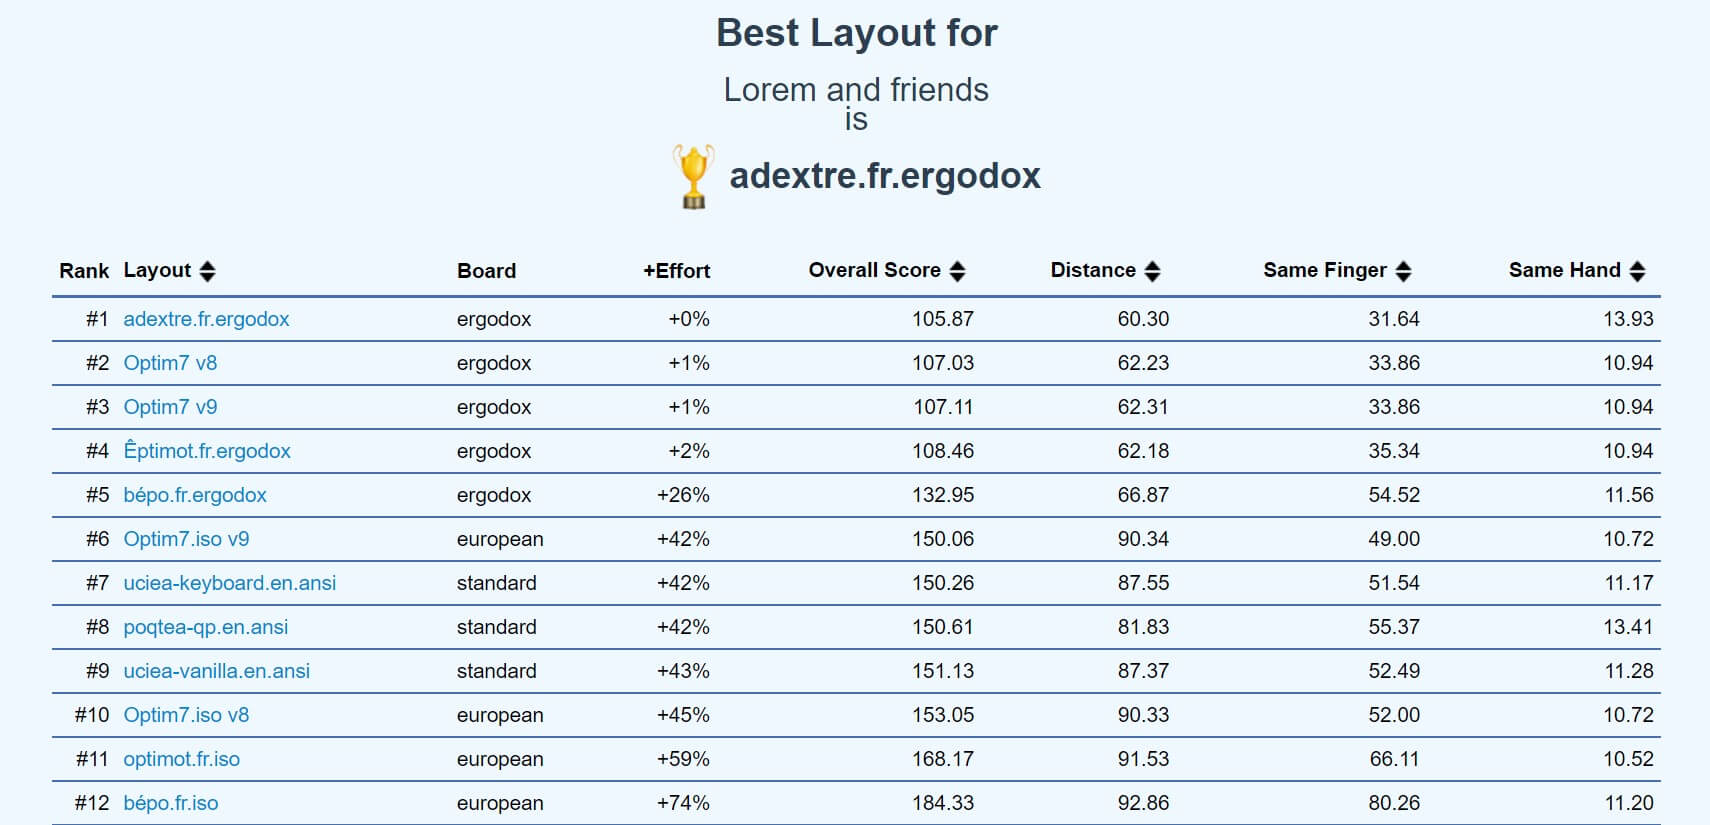 Best Layout for
Lorem and friends
is
adextre.fr.ergodox
Rank Layout Board +Effort Overall Score Distance Same Finger Same Hand
#1 adextre.fr.ergodox ergodox +0% 105.87 60.30 31.64 13.93
#2 Optim7 v8 ergodox +1% 107.03 62.23 33.86 10.94
#3 Optim7 v9 ergodox +1% 107.11 62.31 33.86 10.94
#4 Êptimot.fr.ergodox ergodox +2% 108.46 62.18 35.34 10.94
#5 bépo.fr.ergodox ergodox +26% 132.95 66.87 54.52 11.56
#6 Optim7.iso v9 european +42% 150.06 90.34 49.00 10.72
#7 uciea-keyboard.en.ansi standard +42% 150.26 87.55 51.54 11.17
#8 poqtea-qp.en.ansi standard +42% 150.61 81.83 55.37 13.41
#9 uciea-vanilla.en.ansi standard +43% 151.13 87.37 52.49 11.28
#10 Optim7.iso v8 european +45% 153.05 90.33 52.00 10.72
#11 optimot.fr.iso european +59% 168.17 91.53 66.11 10.52
#12 bépo.fr.iso european +74% 184.33 92.86 80.26 11.20